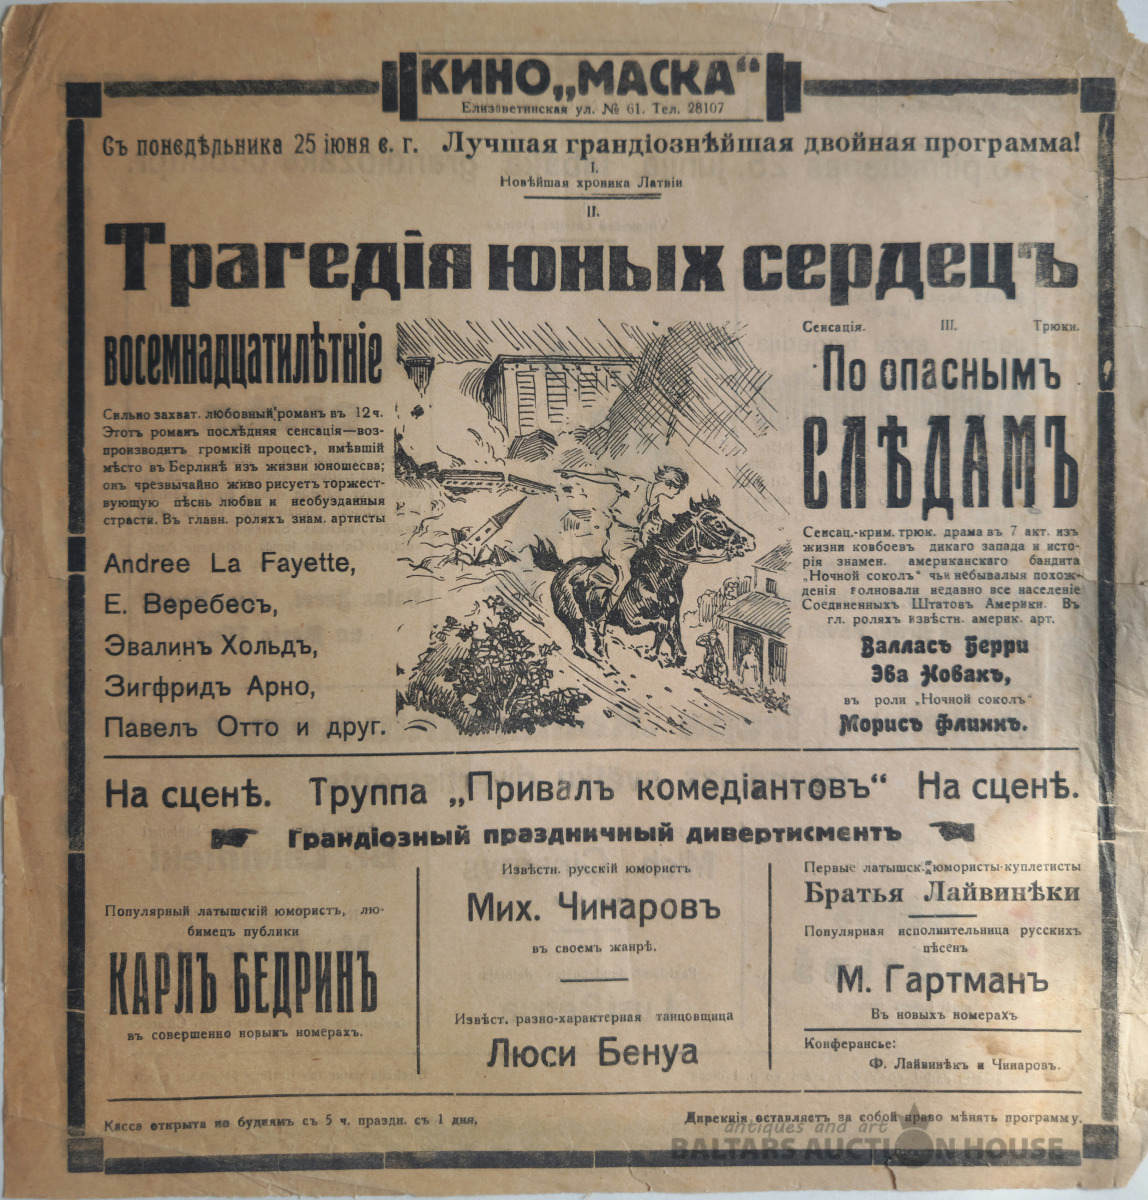 КИНО „МАСКА“
Елизаветинская ул. № 61. Тел. 28107
Съ понедѣльника 25 іюня с. г. Лучшая грандіознѣйшая двойная программа!
I.
Новѣйшая хроника Латвіи
II.
Трагедія юныхъ сердецъ
восемнадцатилѣтніе
Сильно захват. любовный романъ въ 12 ч.
Этотъ романъ послѣдняя сенсація—вос-
производитъ громкій процесъ, имѣвшій
мѣсто въ Берлинѣ изъ жизни юношесва;
онъ чрезвычайно живо рисуетъ торжест-
вующую пѣснь любви и необузданныя
страсти. Въ главн. роляхъ знам. артисты
Andree La Fayette,
Е. Веребесъ,
Эвалинъ Хольдъ,
Зигфридъ Арно,
Павелъ Отто и друг.
Сенсація. III. Трюки.
По опаснымъ
СЛѢДАМЪ
Сенсац.-крим. трюк. драма въ 7 акт. изъ
жизни ковбоевъ дикаго запада и исто-
рія знамен. американскаго бандита
„Ночной соколъ“ чьи небывалыя похож-
денія волновали недавно все населеніе
Соединенныхъ Штатовъ Америки. Въ
гл. роляхъ извѣстн. америк. арт.
Валласъ Берри
Эва Новакъ,
въ роли „Ночной соколъ“
Морисъ Флиннъ.
На сценѣ. Труппа „Привалъ комедіантовъ“ На сценѣ.
Грандіозный праздничный дивертисментъ
Популярный латышскій юмористъ, лю-
бимецъ публики
КАРЛЪ БЕДРИНЪ
въ совершенно новыхъ номерахъ.
Извѣстн. русскій юмористъ
Мих. Чинаровъ
въ своемъ жанрѣ.
Извѣст. разно-характерная танцовщица
Люси Бенуа
Первые латышск. юмористы-куплетисты
Братья Лайвинѣки
Популярная исполнительница русскихъ
пѣсенъ
М. Гартманъ
Въ новыхъ номерахъ
Конферансье:
Ф. Лайвинѣкъ и Чинаровъ.
Касса открыта по буднямъ съ 5 ч. праздн. съ 1 дня,
Дирекція оставляетъ за собой право мѣнять программу.
antiques and art
BALTARS AUCTION HOUSE